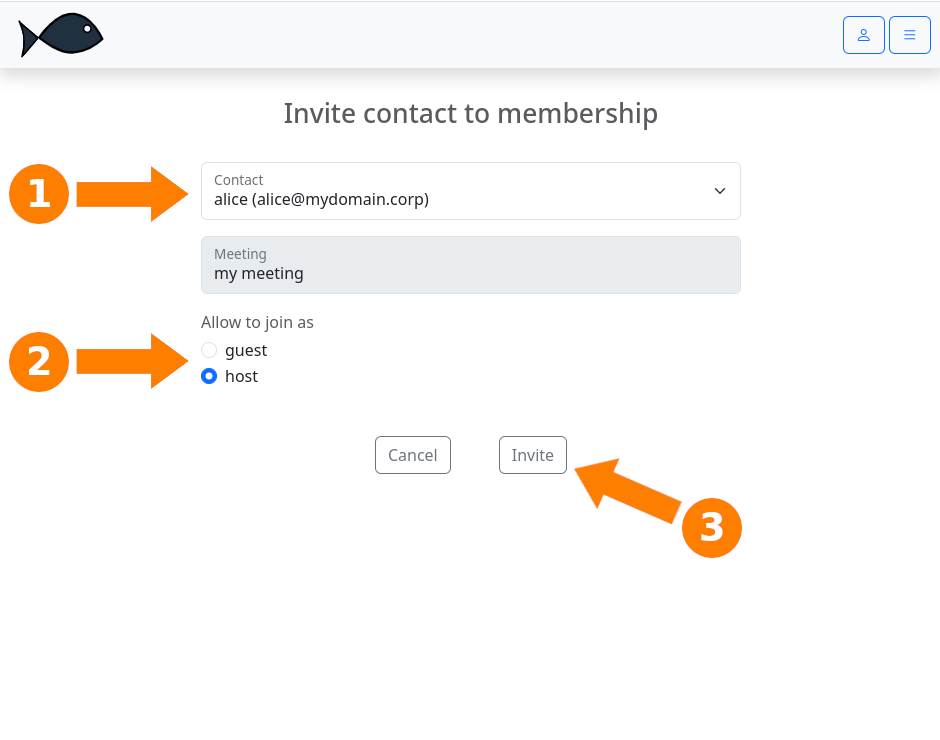 Invite contact to membership
1
Contact
alice (alice@mydomain.corp)
Meeting
my meeting
Allow to join as
2
guest
host
Cancel
Invite
3